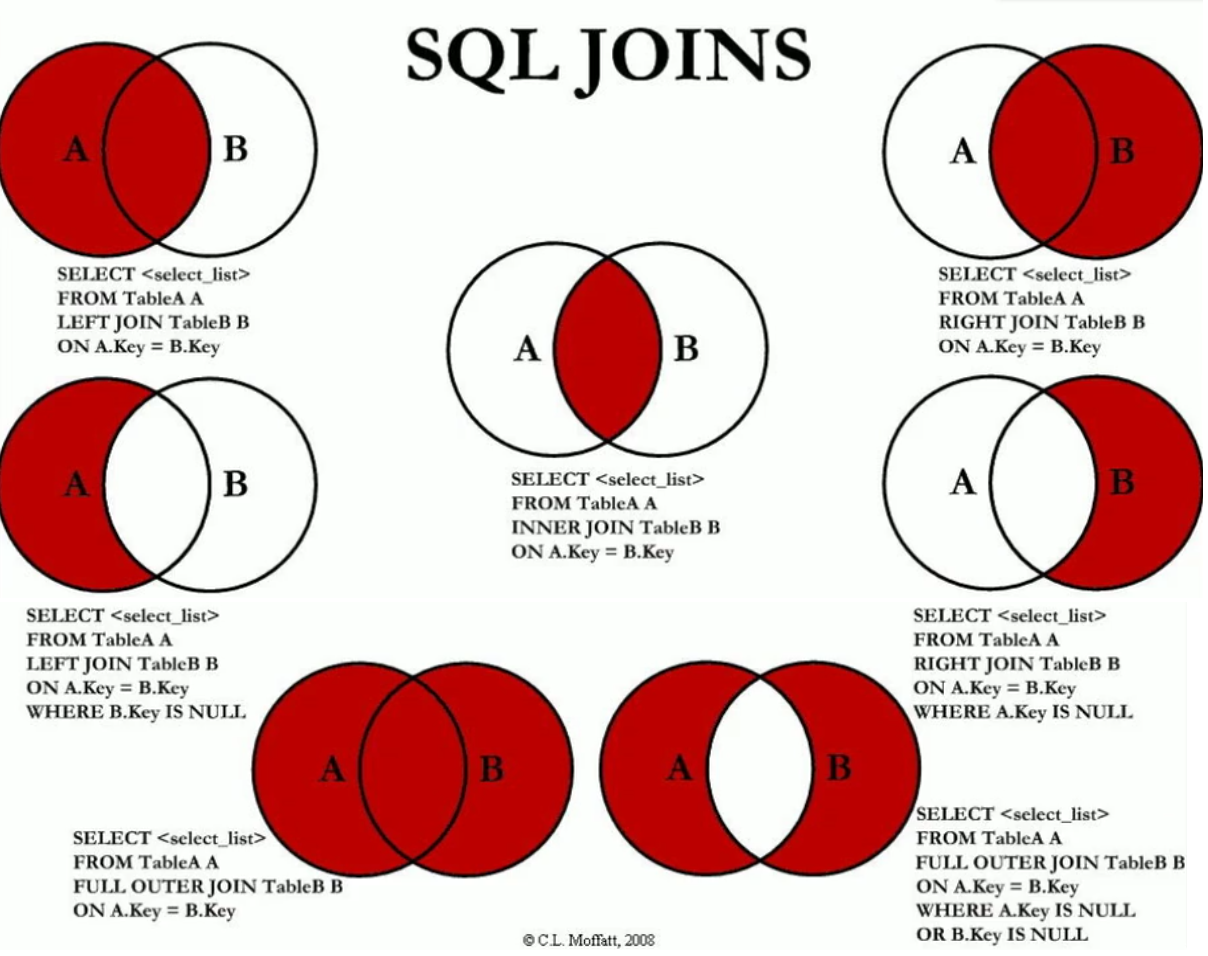 SQL JOINS
A B
SELECT <select_list>
FROM TableA A
LEFT JOIN TableB B
ON A.Key = B.Key
A B
SELECT <select_list>
FROM TableA A
RIGHT JOIN TableB B
ON A.Key = B.Key
A B
SELECT <select_list>
FROM TableA A
INNER JOIN TableB B
ON A.Key = B.Key
A B
SELECT <select_list>
FROM TableA A
LEFT JOIN TableB B
ON A.Key = B.Key
WHERE B.Key IS NULL
A B
SELECT <select_list>
FROM TableA A
RIGHT JOIN TableB B
ON A.Key = B.Key
WHERE A.Key IS NULL
A B
SELECT <select_list>
FROM TableA A
FULL OUTER JOIN TableB B
ON A.Key = B.Key
A B
SELECT <select_list>
FROM TableA A
FULL OUTER JOIN TableB B
ON A.Key = B.Key
WHERE A.Key IS NULL
OR B.Key IS NULL
© C.L. Moffatt, 2008